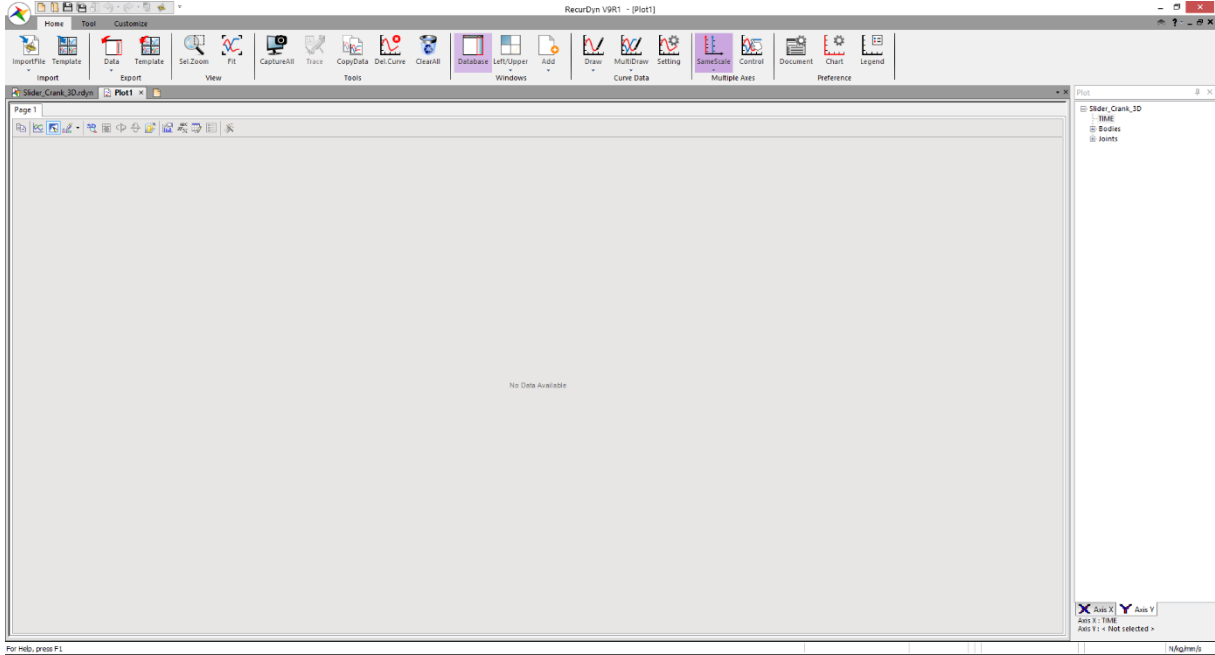 RecurDyn V9R1 - [Plot1]
Home Tool Customize
ImportFile Template Data Template Sel.Zoom Fit CaptureAll Trace CopyData Del.Curve ClearAll Database Left/Upper Add Draw MultiDraw Setting SameScale Control Document Chart Legend
Import Export View Tools Windows Curve Data Multiple Axes Preference
Slider_Crank_3D.rdyn Plot1 Plot
Page 1
Slider_Crank_3D
TIME
Bodies
Joints
No Data Available
Axis X Axis Y
Axis X : TIME
Axis Y : < Not selected >
For Help, press F1 N/kg/mm/s